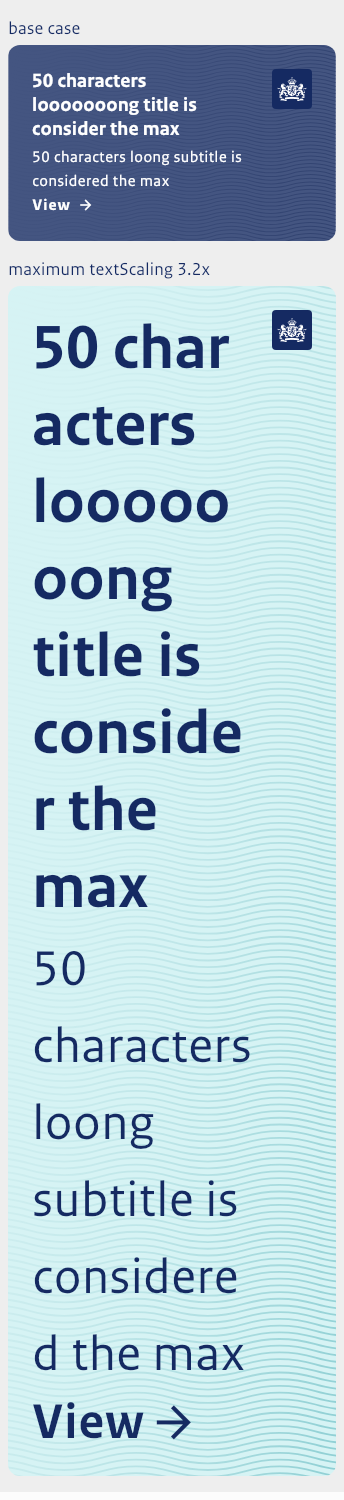 base case
50 characters
looooooong title is
consider the max
50 characters loong subtitle is
considered the max
View →
maximum textScaling 3.2x
50 char
acters
looooo
oong
title is
conside
r the
max
50
characters
loong
subtitle is
considere
d the max
View →